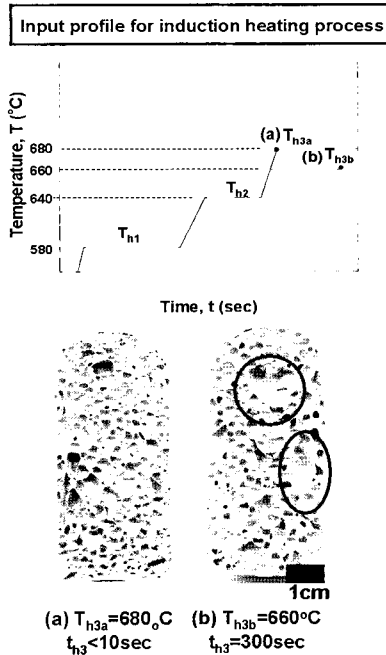 Input profile for induction heating process
Temperature, T (°C)
680
660
640
580
(a) Th3a
(b) Th3b
Th2
Th1
Time, t (sec)
1cm
(a) Th3a=680oC
th3<10sec
(b) Th3b=660oC
th3=300sec